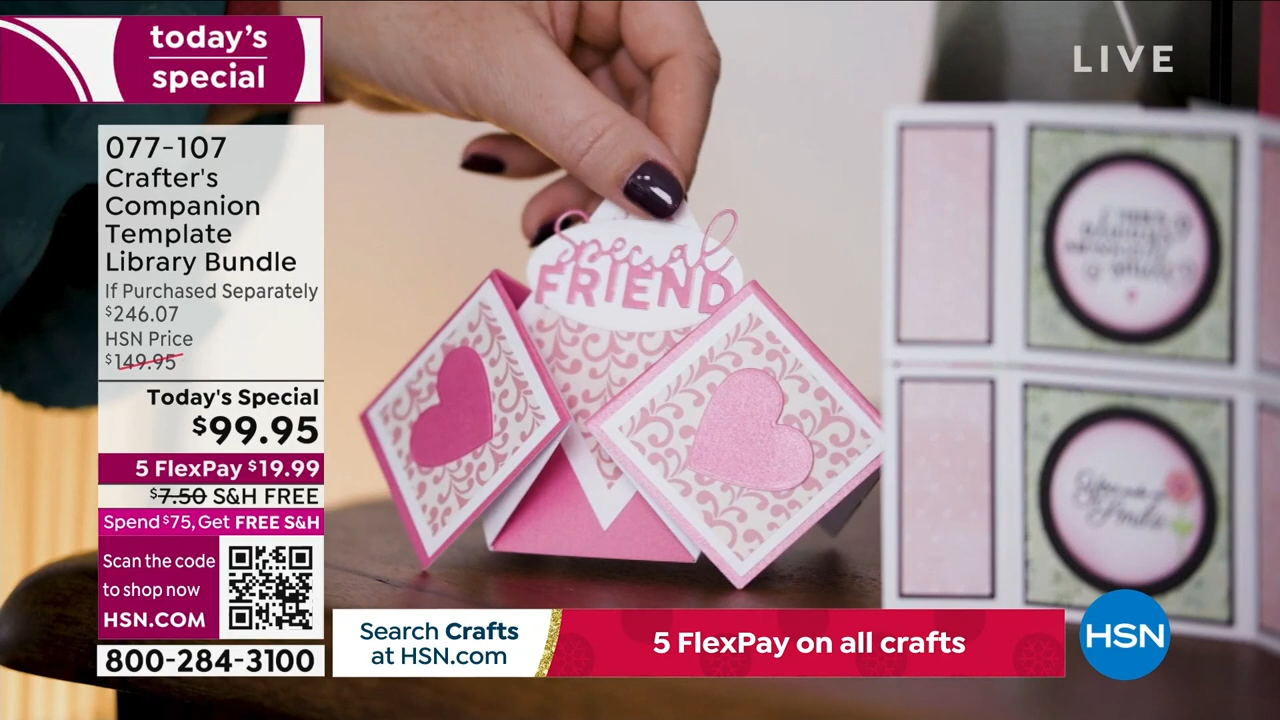 today's
special
LIVE
077-107
Crafter's
Companion
Template
Library Bundle
If Purchased Separately
$246.07
HSN Price
$149.95
Today's Special
$99.95
5 FlexPay $19.99
$7.50 S&H FREE
Spend $75, Get FREE S&H
Scan the code
to shop now
HSN.COM
800-284-3100
Special
FRIEND
Search Crafts
at HSN.com
5 FlexPay on all crafts
HSN